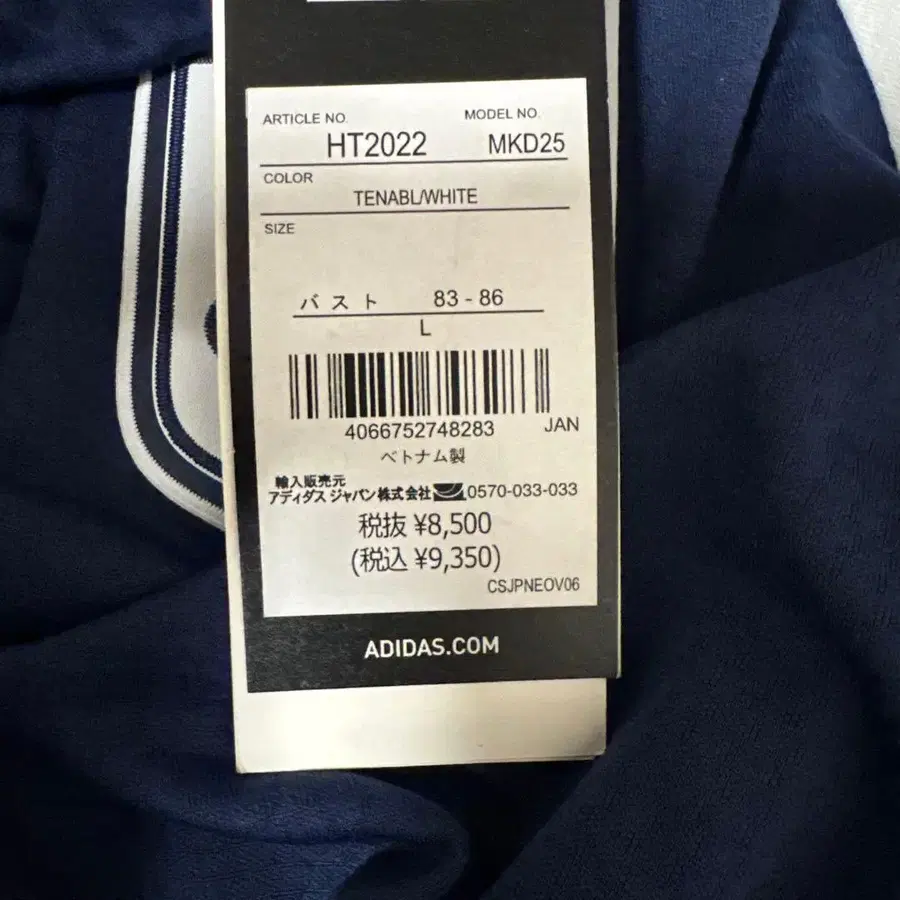 ARTICLE NO. MODEL NO.
HT2022 MKD25
COLOR
TENABL/WHITE
SIZE
バスト 83 - 86
L
4066752748283 JAN
ベトナム製
輸入販売元
アディダス ジャパン株式会社 0570-033-033
税抜 ¥8,500
(税込 ¥9,350)
CSJPNEOV06
ADIDAS.COM